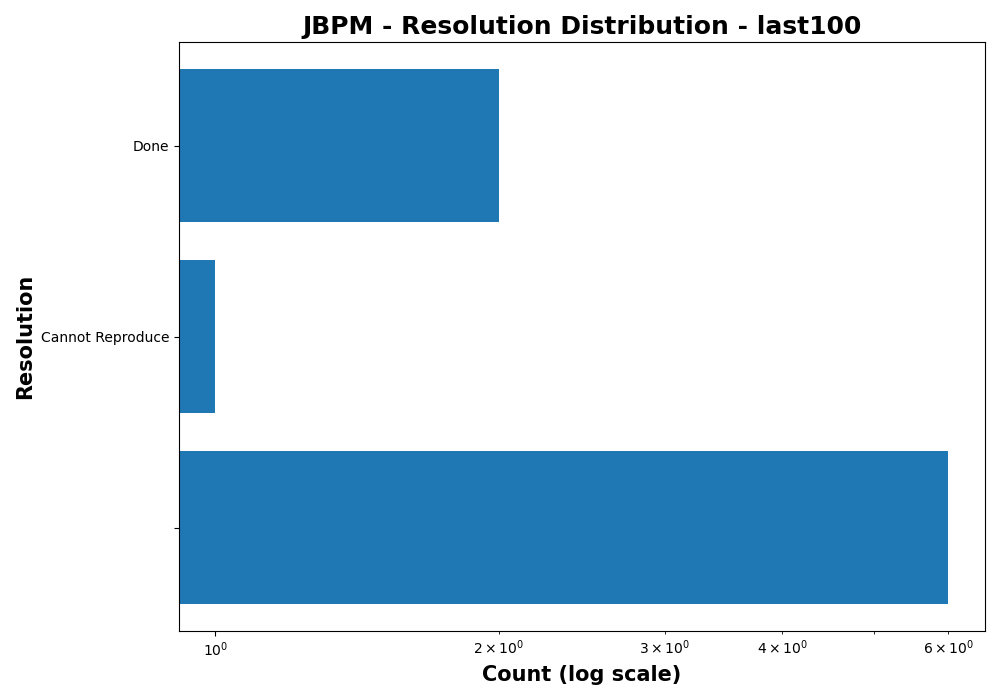 JBPM - Resolution Distribution - last100
Done
Cannot Reproduce
Resolution
10⁰
2 × 10⁰
3 × 10⁰
4 × 10⁰
6 × 10⁰
Count (log scale)